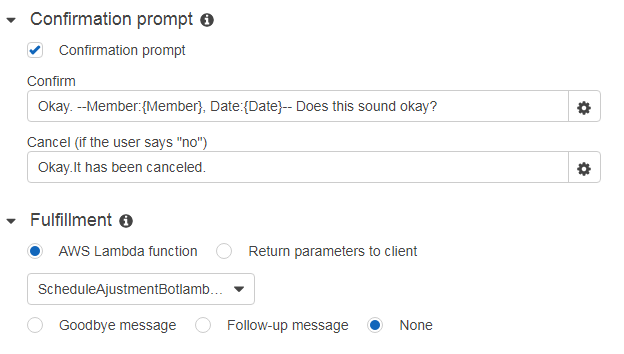 Confirmation prompt
Confirmation prompt
Confirm
Okay. --Member:{Member}, Date:{Date}-- Does this sound okay?
Cancel (if the user says "no")
Okay.It has been canceled.
Fulfillment
AWS Lambda function Return parameters to client
ScheduleAjustmentBotlamb...
Goodbye message Follow-up message None